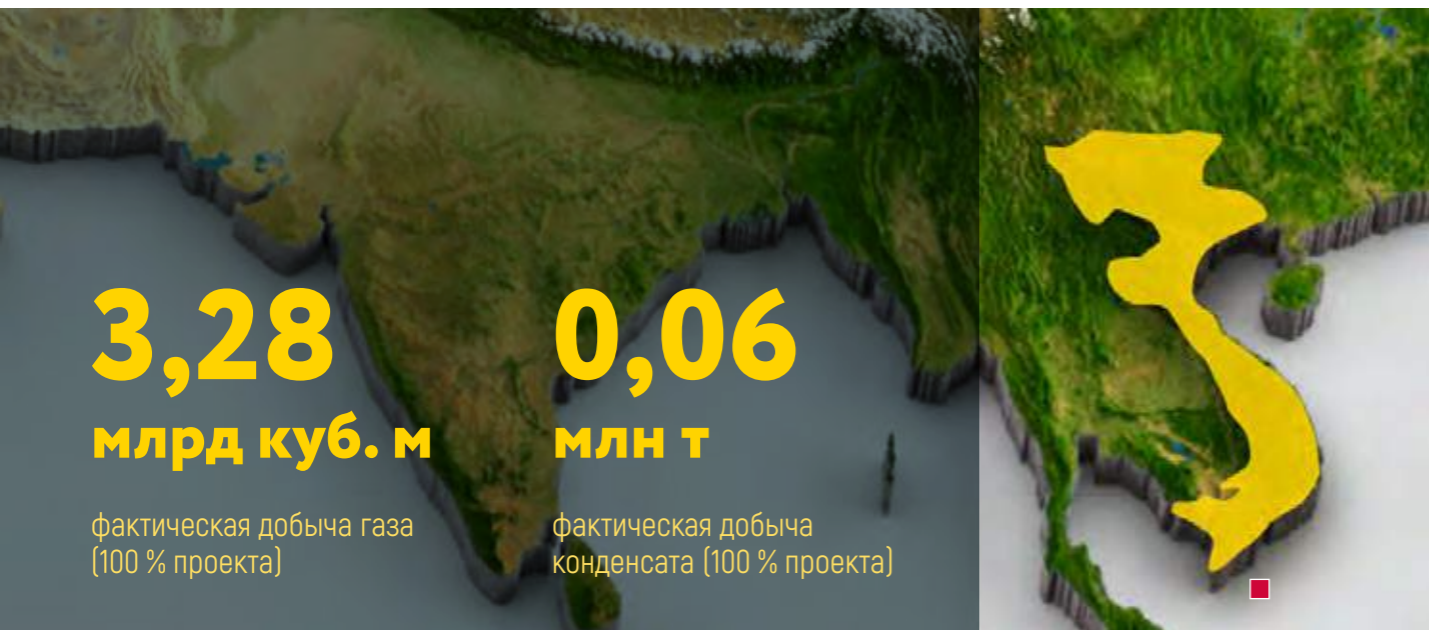 3,28
млрд куб. м
фактическая добыча газа
(100 % проекта)
0,06
млн т
фактическая добыча
конденсата (100 % проекта)